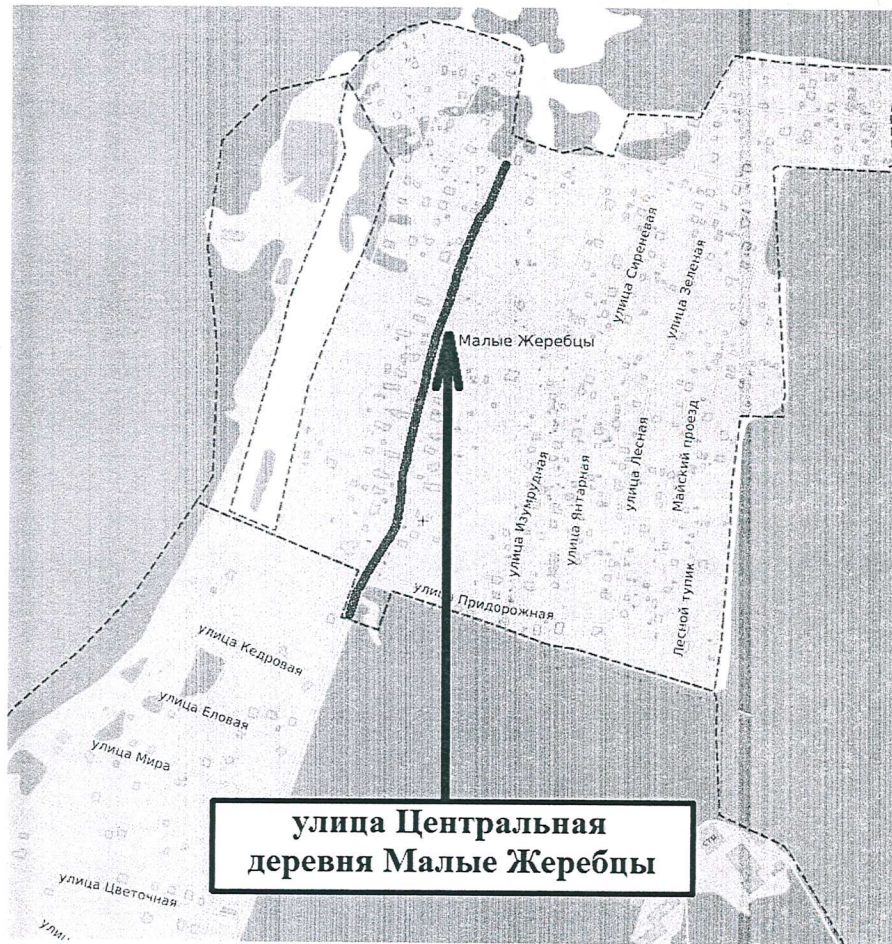 улица Сиреневая
улица Зеленая
Малые Жеребцы
улица Изумрудная
улица Янтарная
улица Лесная
Майский проезд
Лесной тупик
улица Придорожная
улица Кедровая
улица Еловая
улица Мира
улица Центральная
деревня Малые Жеребцы
улица Цветочная